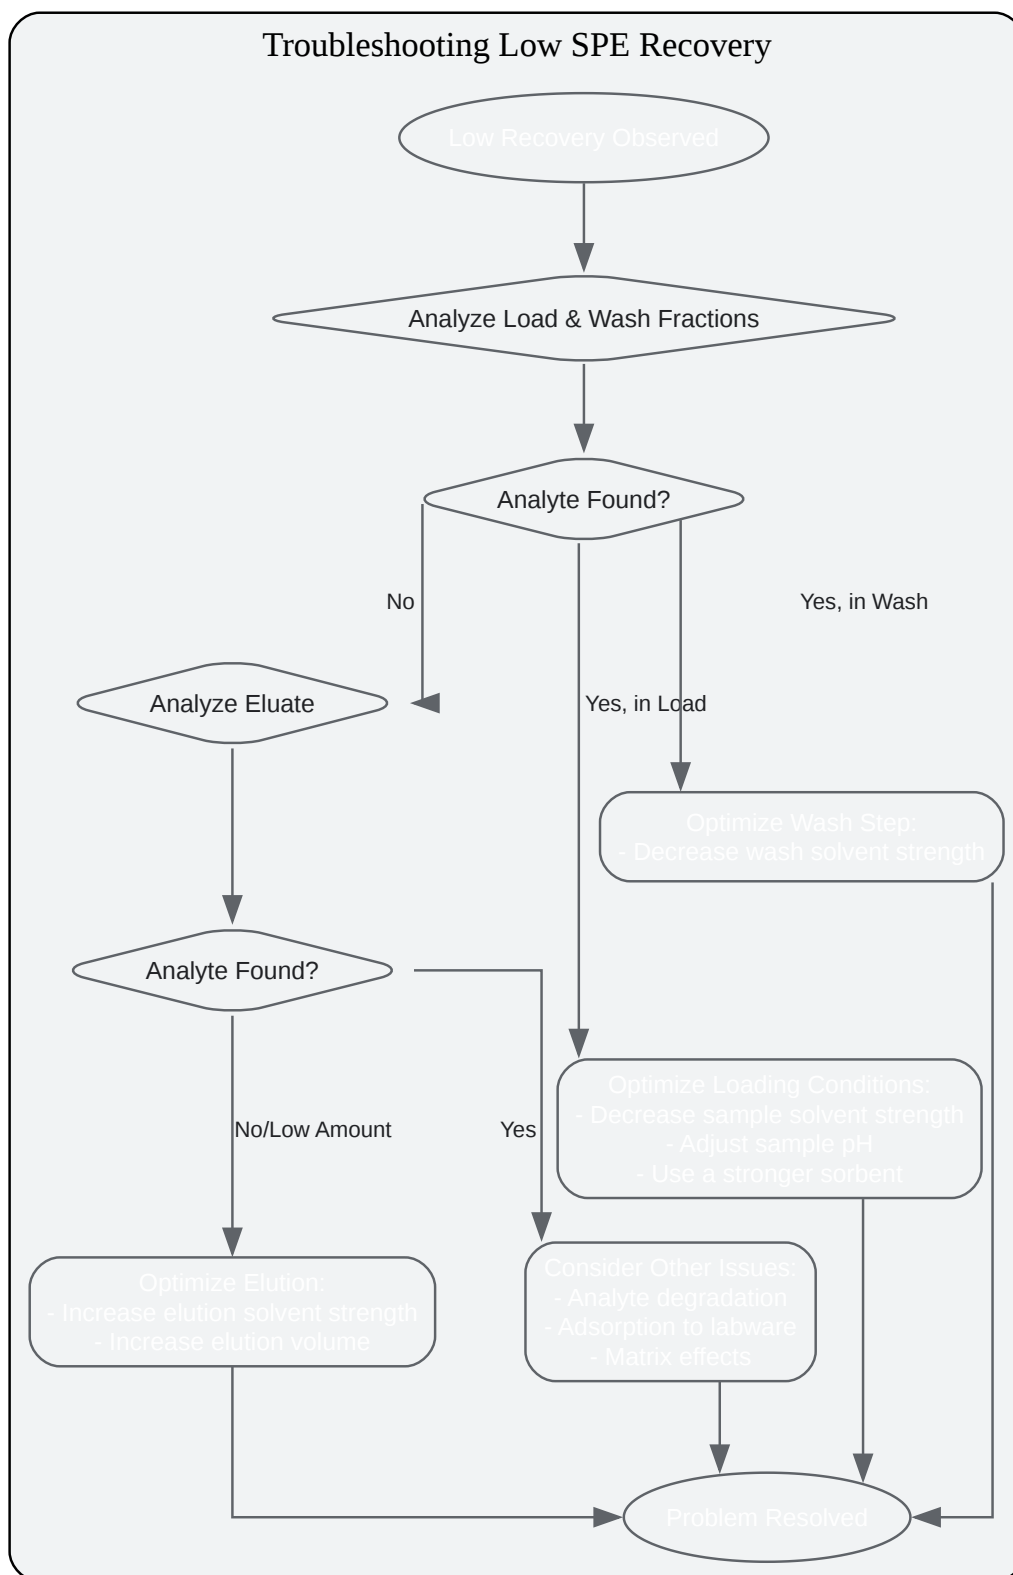 Troubleshooting Low SPE Recovery
Low Recovery Observed
Analyze Load & Wash Fractions
Analyte Found?
No
Yes, in Wash
Analyze Eluate
Yes, in Load
Optimize Wash Step:
- Decrease wash solvent strength
Analyte Found?
Optimize Loading Conditions:
- Decrease sample solvent strength
- Adjust sample pH
- Use a stronger sorbent
No/Low Amount
Yes
Optimize Elution:
- Increase elution solvent strength
- Increase elution volume
Consider Other Issues:
- Analyte degradation
- Adsorption to labware
- Matrix effects
Problem Resolved